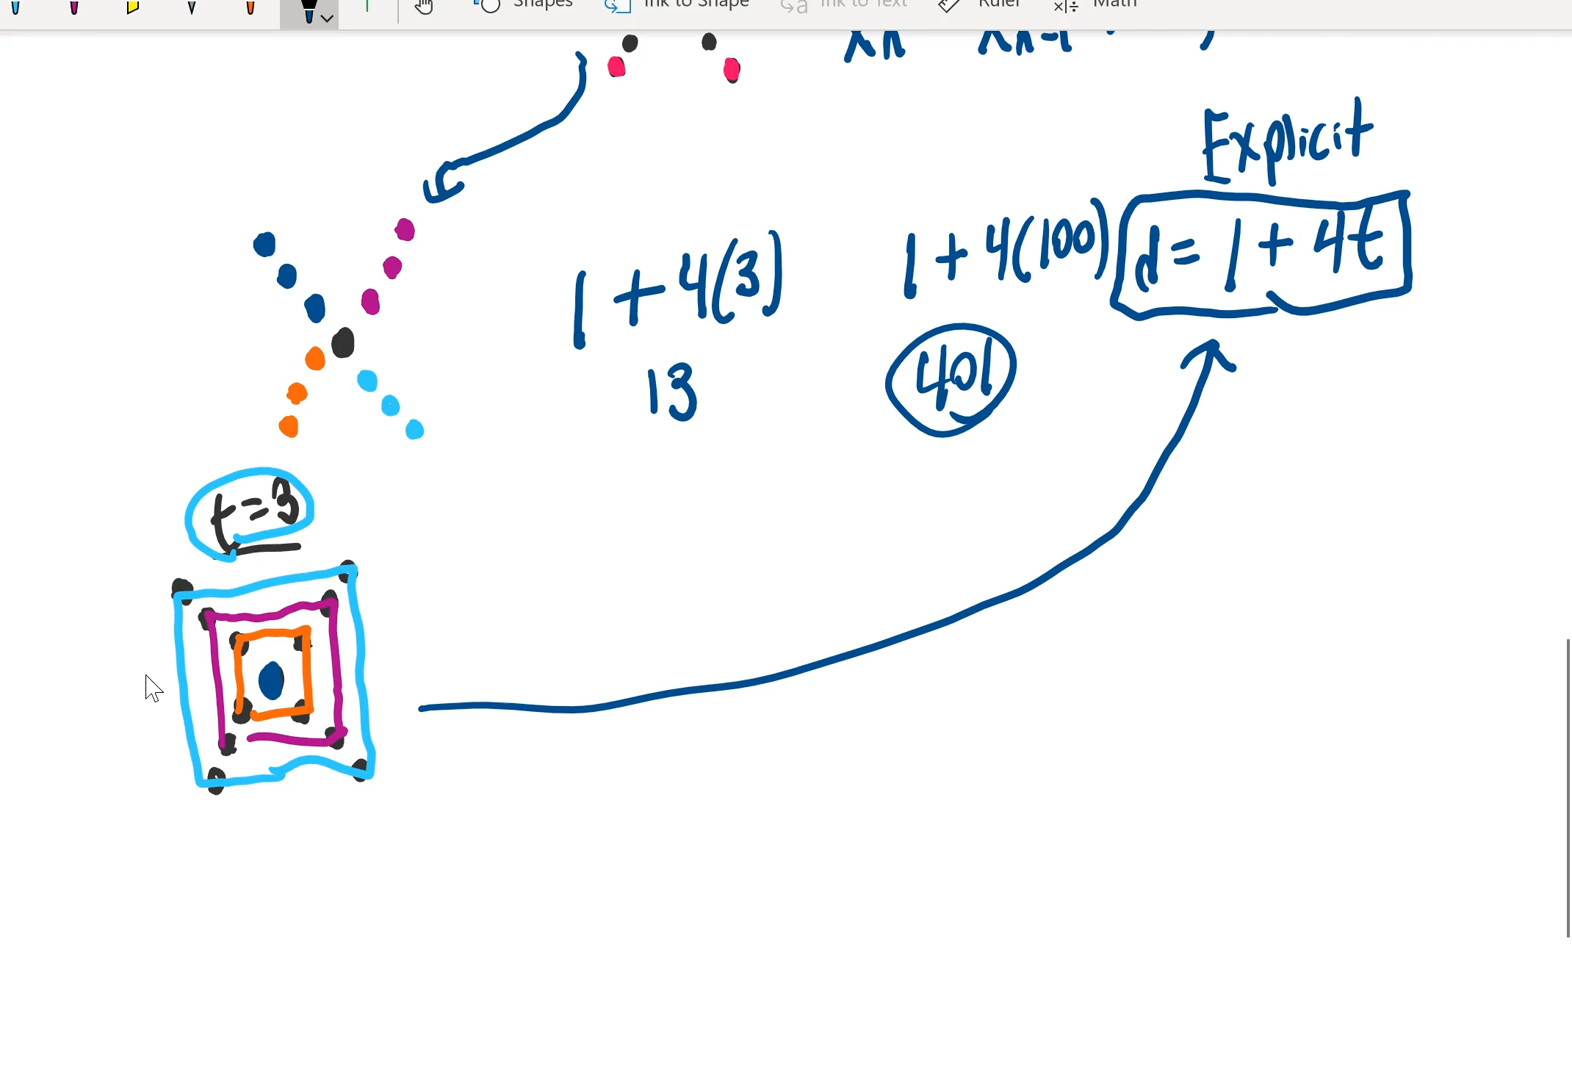 Shapes Ink to Shape Ink to Text Ruler Math
Explicit
1 + 4(3)
1 + 4(100)
d = 1 + 4t
13
401
t = 3